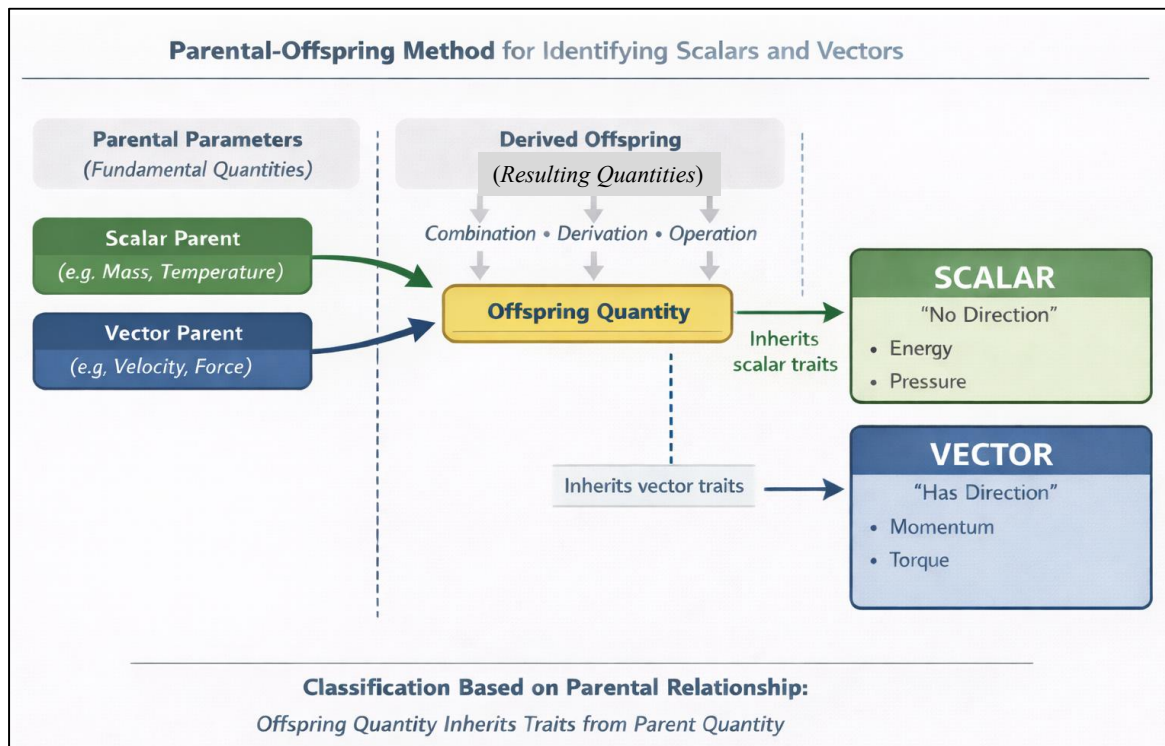 Parental-Offspring Method for Identifying Scalars and Vectors
Parental Parameters
(Fundamental Quantities)
Derived Offspring
(Resulting Quantities)
Combination • Derivation • Operation
Scalar Parent
(e.g. Mass, Temperature)
Vector Parent
(e.g, Velocity, Force)
Offspring Quantity
Inherits
scalar traits
Inherits vector traits
SCALAR
"No Direction"
• Energy
• Pressure
VECTOR
"Has Direction"
• Momentum
• Torque
Classification Based on Parental Relationship:
Offspring Quantity Inherits Traits from Parent Quantity